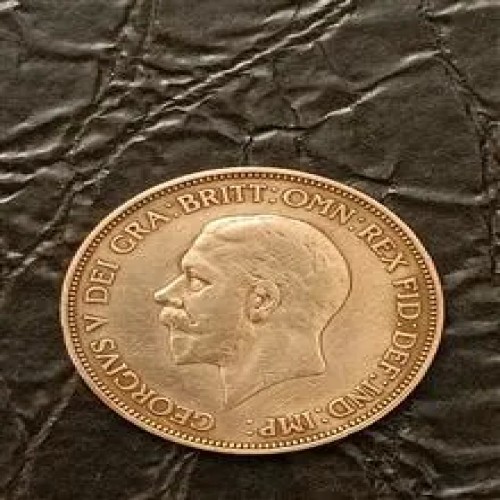 GEORGIVS V DEI GRA: BRITT: OMN: REX FID: DEF: IND: IMP: